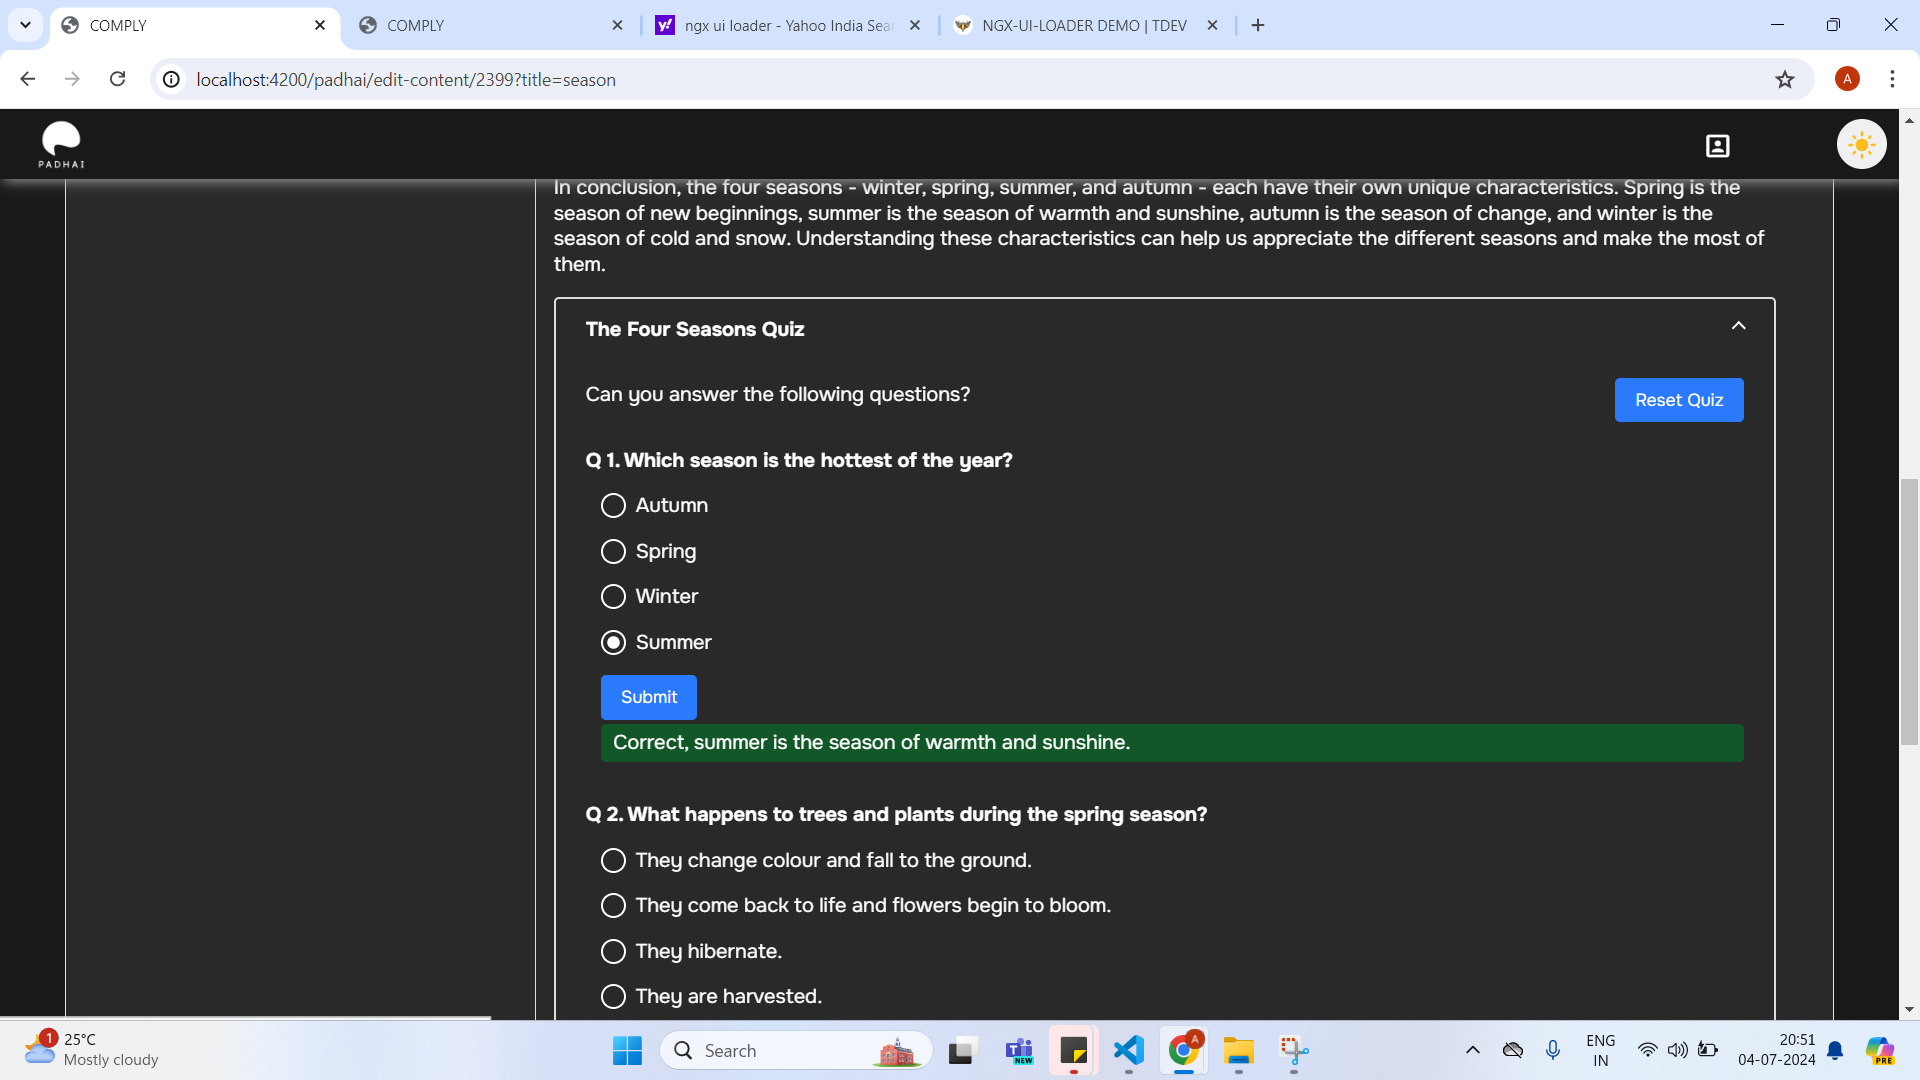 COMPLY
COMPLY
ngx ui loader - Yahoo India Sear
NGX-UI-LOADER DEMO | TDEV
localhost:4200/padhai/edit-content/2399?title=season
A
PADHAI
In conclusion, the four seasons - winter, spring, summer, and autumn - each have their own unique characteristics. Spring is the
season of new beginnings, summer is the season of warmth and sunshine, autumn is the season of change, and winter is the
season of cold and snow. Understanding these characteristics can help us appreciate the different seasons and make the most of
them.
The Four Seasons Quiz
Can you answer the following questions?
Reset Quiz
Q 1. Which season is the hottest of the year?
Autumn
Spring
Winter
Summer
Submit
Correct, summer is the season of warmth and sunshine.
Q 2. What happens to trees and plants during the spring season?
They change colour and fall to the ground.
They come back to life and flowers begin to bloom.
They hibernate.
They are harvested.
1
25°C
Mostly cloudy
Search
NEW
A
ENG
IN
20:51
04-07-2024
PRE